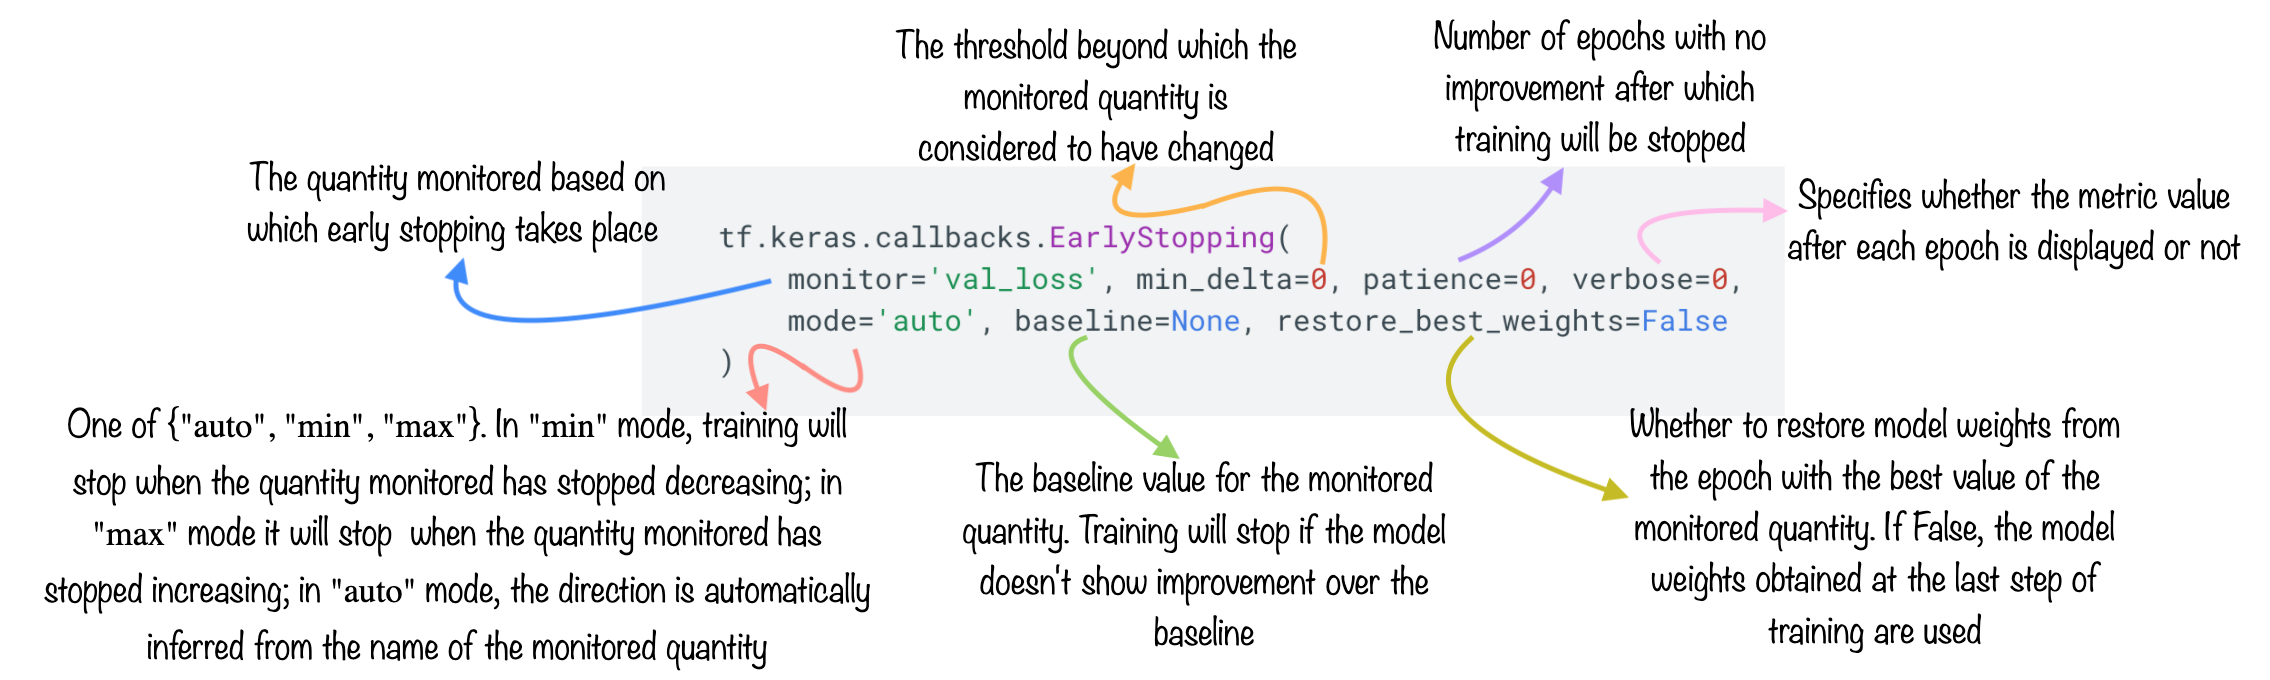 The threshold beyond which the
monitored quantity is
considered to have changed
Number of epochs with no
improvement after which
training will be stopped
The quantity monitored based on
which early stopping takes place
Specifies whether the metric value
after each epoch is displayed or not
tf.keras.callbacks.EarlyStopping(
monitor='val_loss', min_delta=0, patience=0, verbose=0,
mode='auto', baseline=None, restore_best_weights=False
)
One of {"auto", "min", "max"}. In "min" mode, training will
stop when the quantity monitored has stopped decreasing; in
"max" mode it will stop when the quantity monitored has
stopped increasing; in "auto" mode, the direction is automatically
inferred from the name of the monitored quantity
The baseline value for the monitored
quantity. Training will stop if the model
doesn't show improvement over the
baseline
Whether to restore model weights from
the epoch with the best value of the
monitored quantity. If False, the model
weights obtained at the last step of
training are used